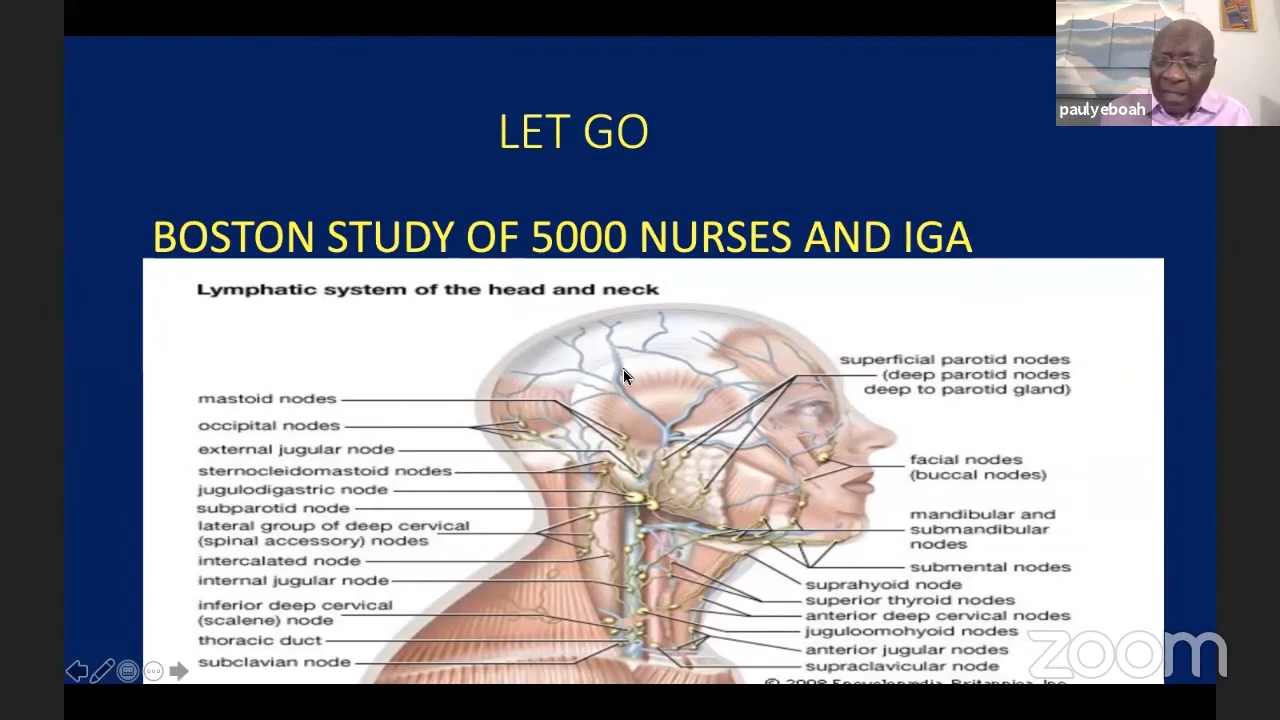 paulyeboah
LET GO
BOSTON STUDY OF 5000 NURSES AND IGA
Lymphatic system of the head and neck
mastoid nodes
occipital nodes
external jugular node
sternocleidomastoid nodes
jugulodigastric node
subparotid node
lateral group of deep cervical
(spinal accessory) nodes
intercalated node
internal jugular node
inferior deep cervical
(scalene) node
thoracic duct
subclavian node
superficial parotid nodes
(deep parotid nodes
deep to parotid gland)
facial nodes
(buccal nodes)
mandibular and
submandibular
nodes
submental nodes
suprahyoid node
superior thyroid nodes
anterior deep cervical nodes
juguloomohyoid nodes
anterior jugular nodes
supraclavicular node
© 2008 Encyclopædia Britannica, Inc.
zoom